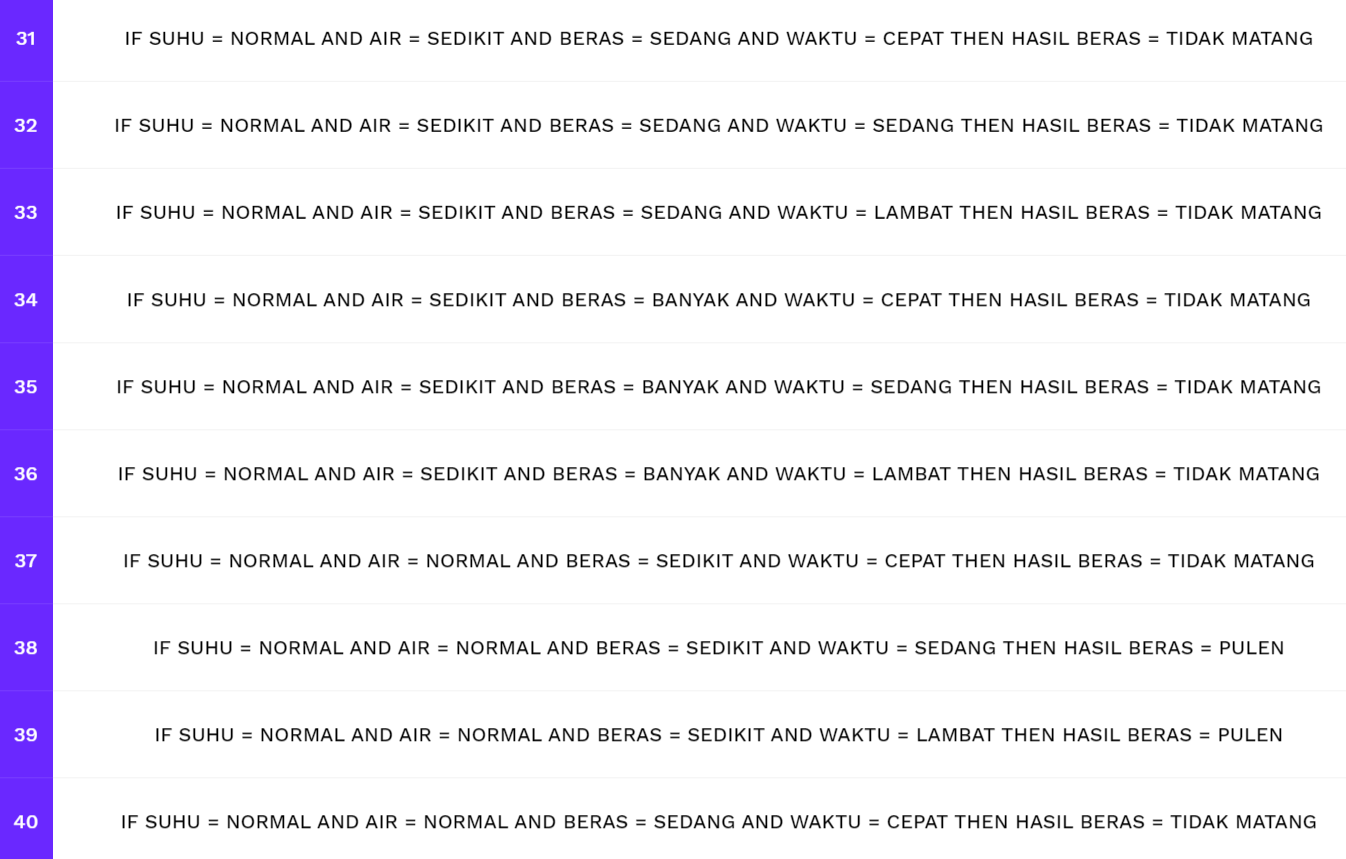 31 IF SUHU = NORMAL AND AIR = SEDIKIT AND BERAS = SEDANG AND WAKTU = CEPAT THEN HASIL BERAS = TIDAK MATANG
32 IF SUHU = NORMAL AND AIR = SEDIKIT AND BERAS = SEDANG AND WAKTU = SEDANG THEN HASIL BERAS = TIDAK MATANG
33 IF SUHU = NORMAL AND AIR = SEDIKIT AND BERAS = SEDANG AND WAKTU = LAMBAT THEN HASIL BERAS = TIDAK MATANG
34 IF SUHU = NORMAL AND AIR = SEDIKIT AND BERAS = BANYAK AND WAKTU = CEPAT THEN HASIL BERAS = TIDAK MATANG
35 IF SUHU = NORMAL AND AIR = SEDIKIT AND BERAS = BANYAK AND WAKTU = SEDANG THEN HASIL BERAS = TIDAK MATANG
36 IF SUHU = NORMAL AND AIR = SEDIKIT AND BERAS = BANYAK AND WAKTU = LAMBAT THEN HASIL BERAS = TIDAK MATANG
37 IF SUHU = NORMAL AND AIR = NORMAL AND BERAS = SEDIKIT AND WAKTU = CEPAT THEN HASIL BERAS = TIDAK MATANG
38 IF SUHU = NORMAL AND AIR = NORMAL AND BERAS = SEDIKIT AND WAKTU = SEDANG THEN HASIL BERAS = PULEN
39 IF SUHU = NORMAL AND AIR = NORMAL AND BERAS = SEDIKIT AND WAKTU = LAMBAT THEN HASIL BERAS = PULEN
40 IF SUHU = NORMAL AND AIR = NORMAL AND BERAS = SEDANG AND WAKTU = CEPAT THEN HASIL BERAS = TIDAK MATANG